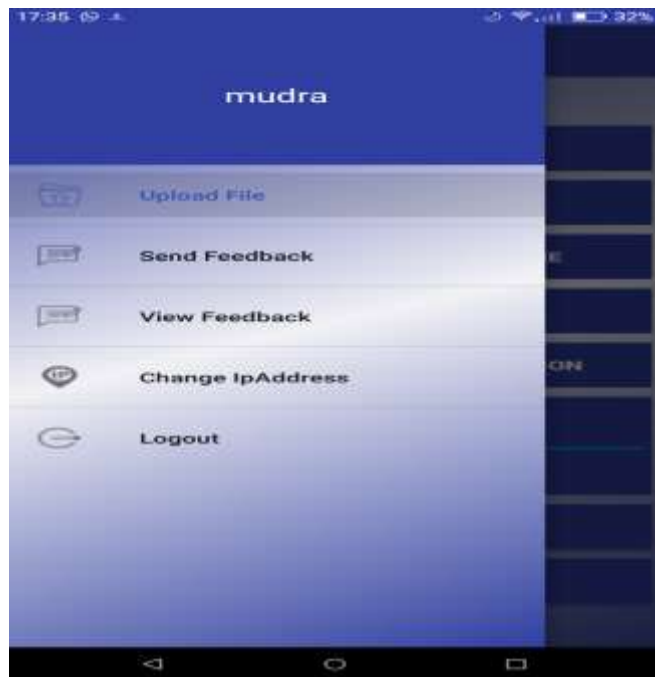 17:35 32%
mudra
Upload File
Send Feedback
E
View Feedback
Change IpAddress
ON
Logout